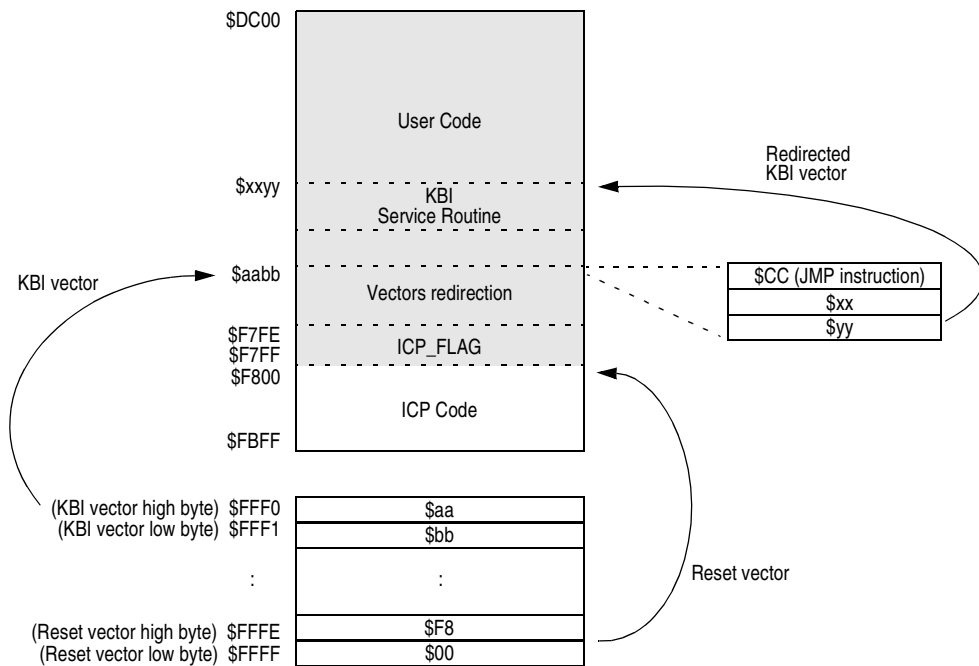 $DC00
User Code
Redirected
KBI vector
$xxyy
KBI
Service Routine
KBI vector
$aabb
$CC (JMP instruction)
Vectors redirection
$xx
$yy
$F7FE
ICP_FLAG
$F7FF
$F800
ICP Code
$FBFF
(KBI vector high byte) $FFF0
$aa
(KBI vector low byte) $FFF1
$bb
: :
Reset vector
(Reset vector high byte) $FFFE
$F8
(Reset vector low byte) $FFFF
$00